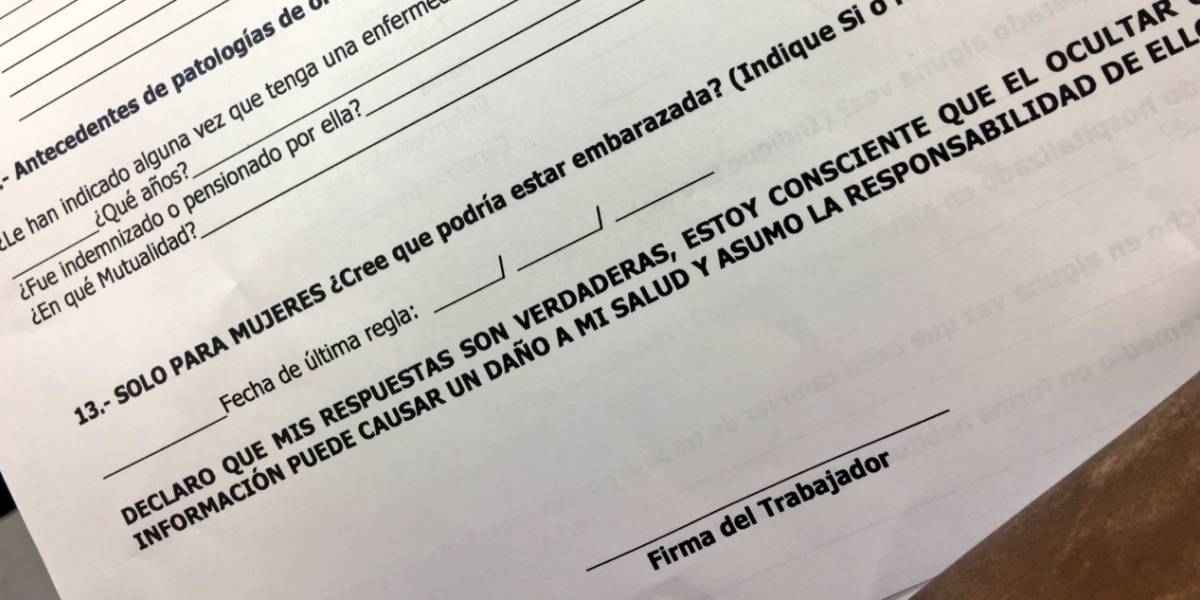 .- Antecedentes de patologías de
¿Le han indicado alguna vez que tenga una
¿Qué años?
¿Fue indemnizado o pensionado por ella?
¿En qué Mutualidad?
13.- SOLO PARA MUJERES ¿Cree que podría estar embarazada? (Indique Si o
Fecha de última regla: / /
DECLARO QUE MIS RESPUESTAS SON VERDADERAS, ESTOY CONSCIENTE QUE EL OCULTAR
INFORMACIÓN PUEDE CAUSAR UN DAÑO A MI SALUD Y ASUMO LA RESPONSABILIDAD DE
Firma del Trabajador